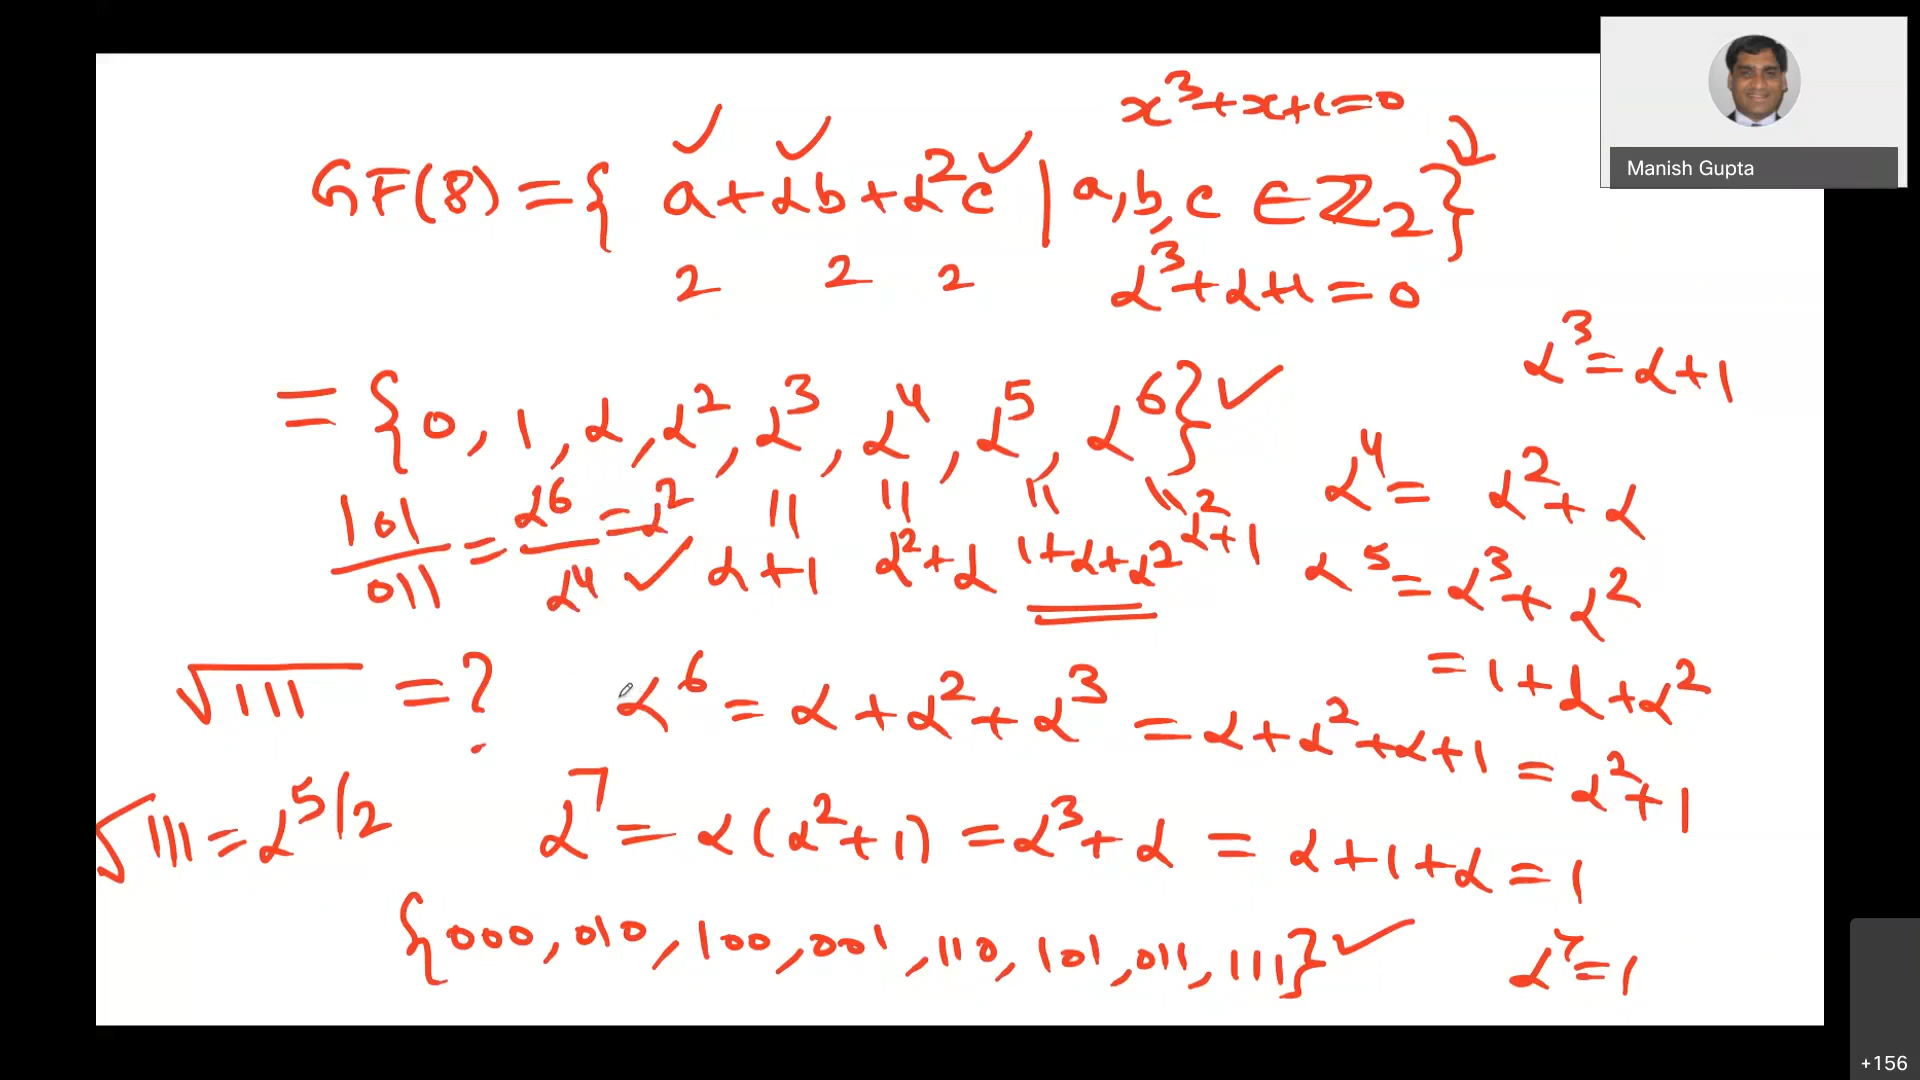 x³+x+1=0
GF(8) = { a+αb+α²c | a,b,c ∈ ℤ₂ }
2 2 2 α³+α+1=0
α³=α+1
= {0, 1, α, α², α³, α⁴, α⁵, α⁶}
101/011 = α⁶/α⁴ = α² || || || ||
α+1 α²+α 1+α+α² α²+1
α⁴= α²+α
α⁵=α³+α²
=1+α+α²
√111 = ?
α⁶ = α+α²+α³ = α+α²+α+1 = α²+1
√111=α⁵/²
α⁷ = α(α²+1) = α³+α = α+1+α = 1
{000, 010, 100, 001, 110, 101, 011, 111}
α⁷=1
Manish Gupta
+156